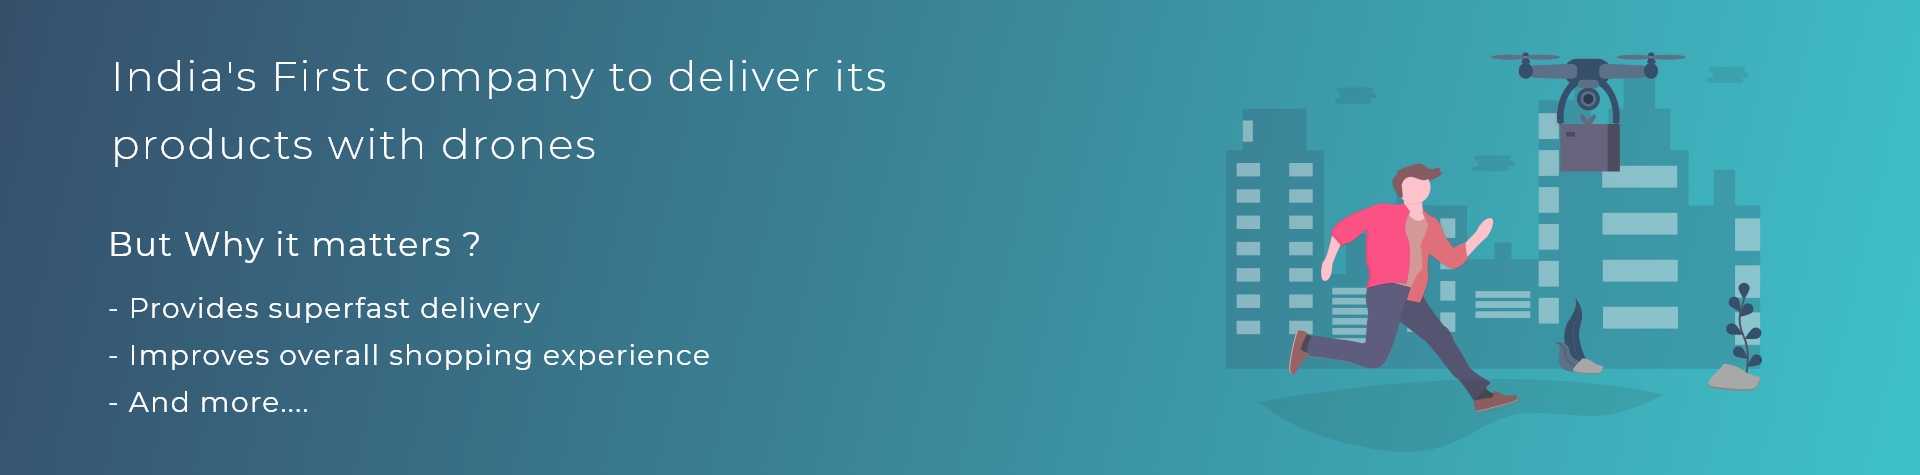 India's First company to deliver its
products with drones
But Why it matters ?
- Provides superfast delivery
- Improves overall shopping experience
- And more....